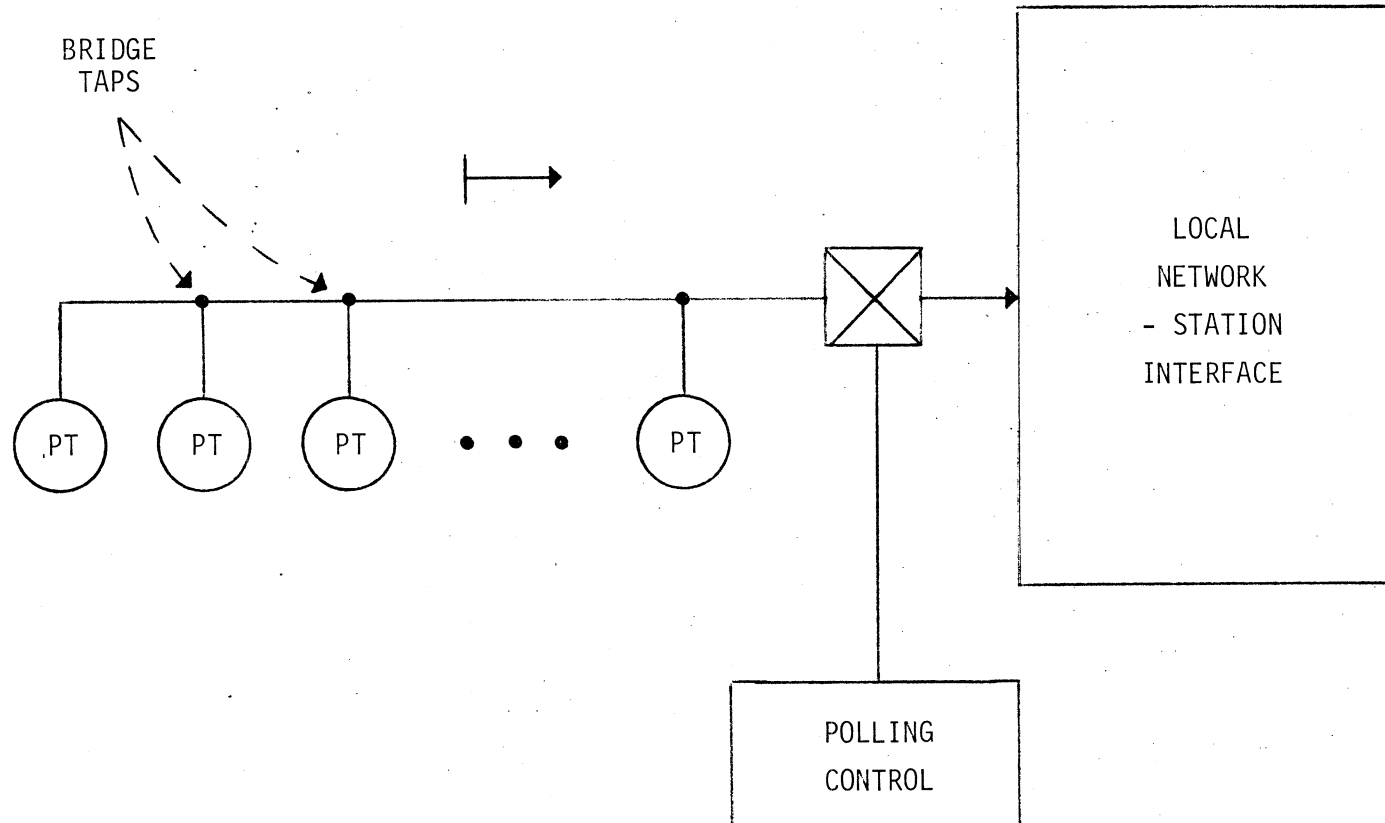 BRIDGE
TAPS
LOCAL
NETWORK
- STATION
INTERFACE
PT
PT
PT
PT
POLLING
CONTROL